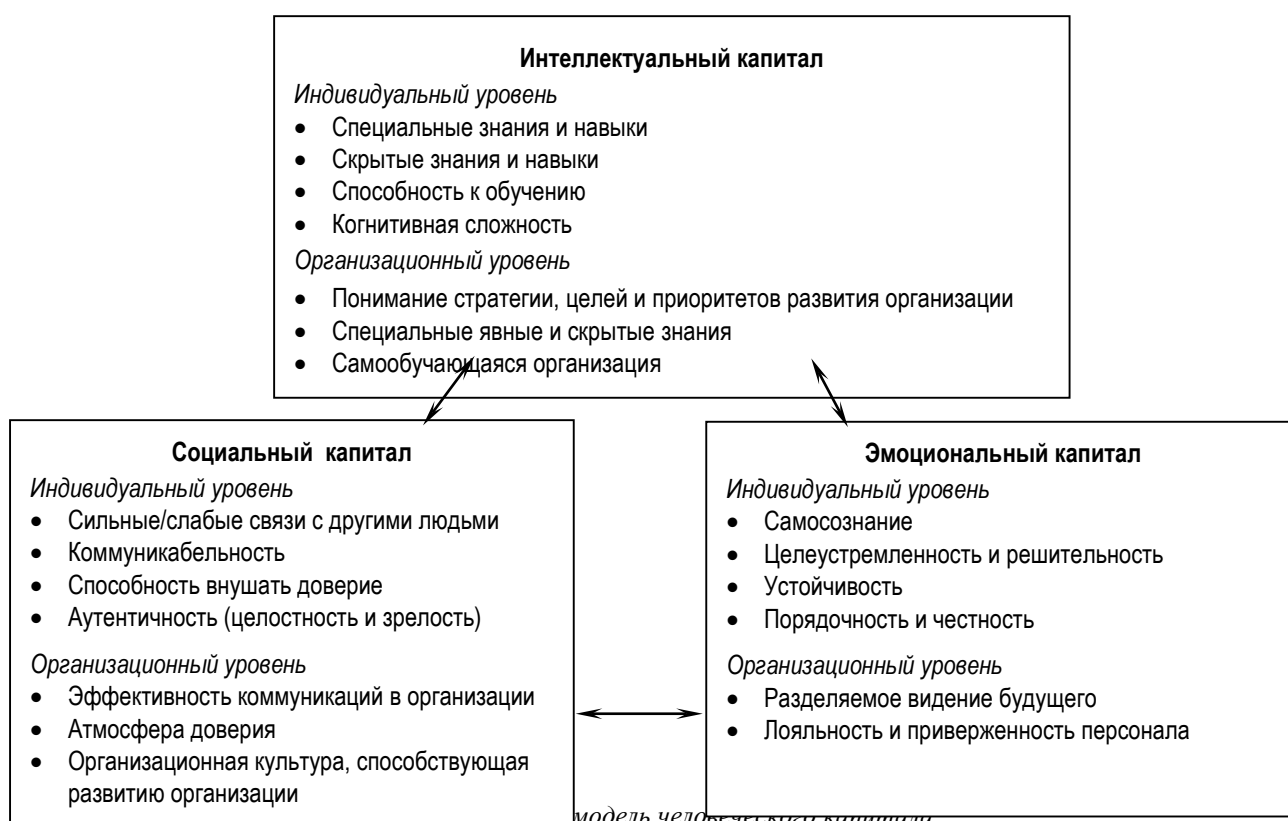 Интеллектуальный капитал
Индивидуальный уровень
• Специальные знания и навыки
• Скрытые знания и навыки
• Способность к обучению
• Когнитивная сложность
Организационный уровень
• Понимание стратегии, целей и приоритетов развития организации
• Специальные явные и скрытые знания
• Самообучающаяся организация
Социальный капитал
Индивидуальный уровень
• Сильные/слабые связи с другими людьми
• Коммуникабельность
• Способность внушать доверие
• Аутентичность (целостность и зрелость)
Организационный уровень
• Эффективность коммуникаций в организации
• Атмосфера доверия
• Организационная культура, способствующая
развитию организации
Эмоциональный капитал
Индивидуальный уровень
• Самосознание
• Целеустремленность и решительность
• Устойчивость
• Порядочность и честность
Организационный уровень
• Разделяемое видение будущего
• Лояльность и приверженность персонала
модель человеческого капитала